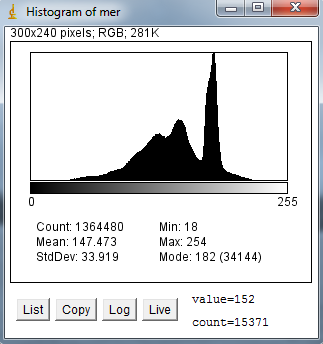 Histogram of mer
300x240 pixels; RGB; 281K
0 255
Count: 1364480 Min: 18
Mean: 147.473 Max: 254
StdDev: 33.919 Mode: 182 (34144)
List Copy Log Live value=152
count=15371